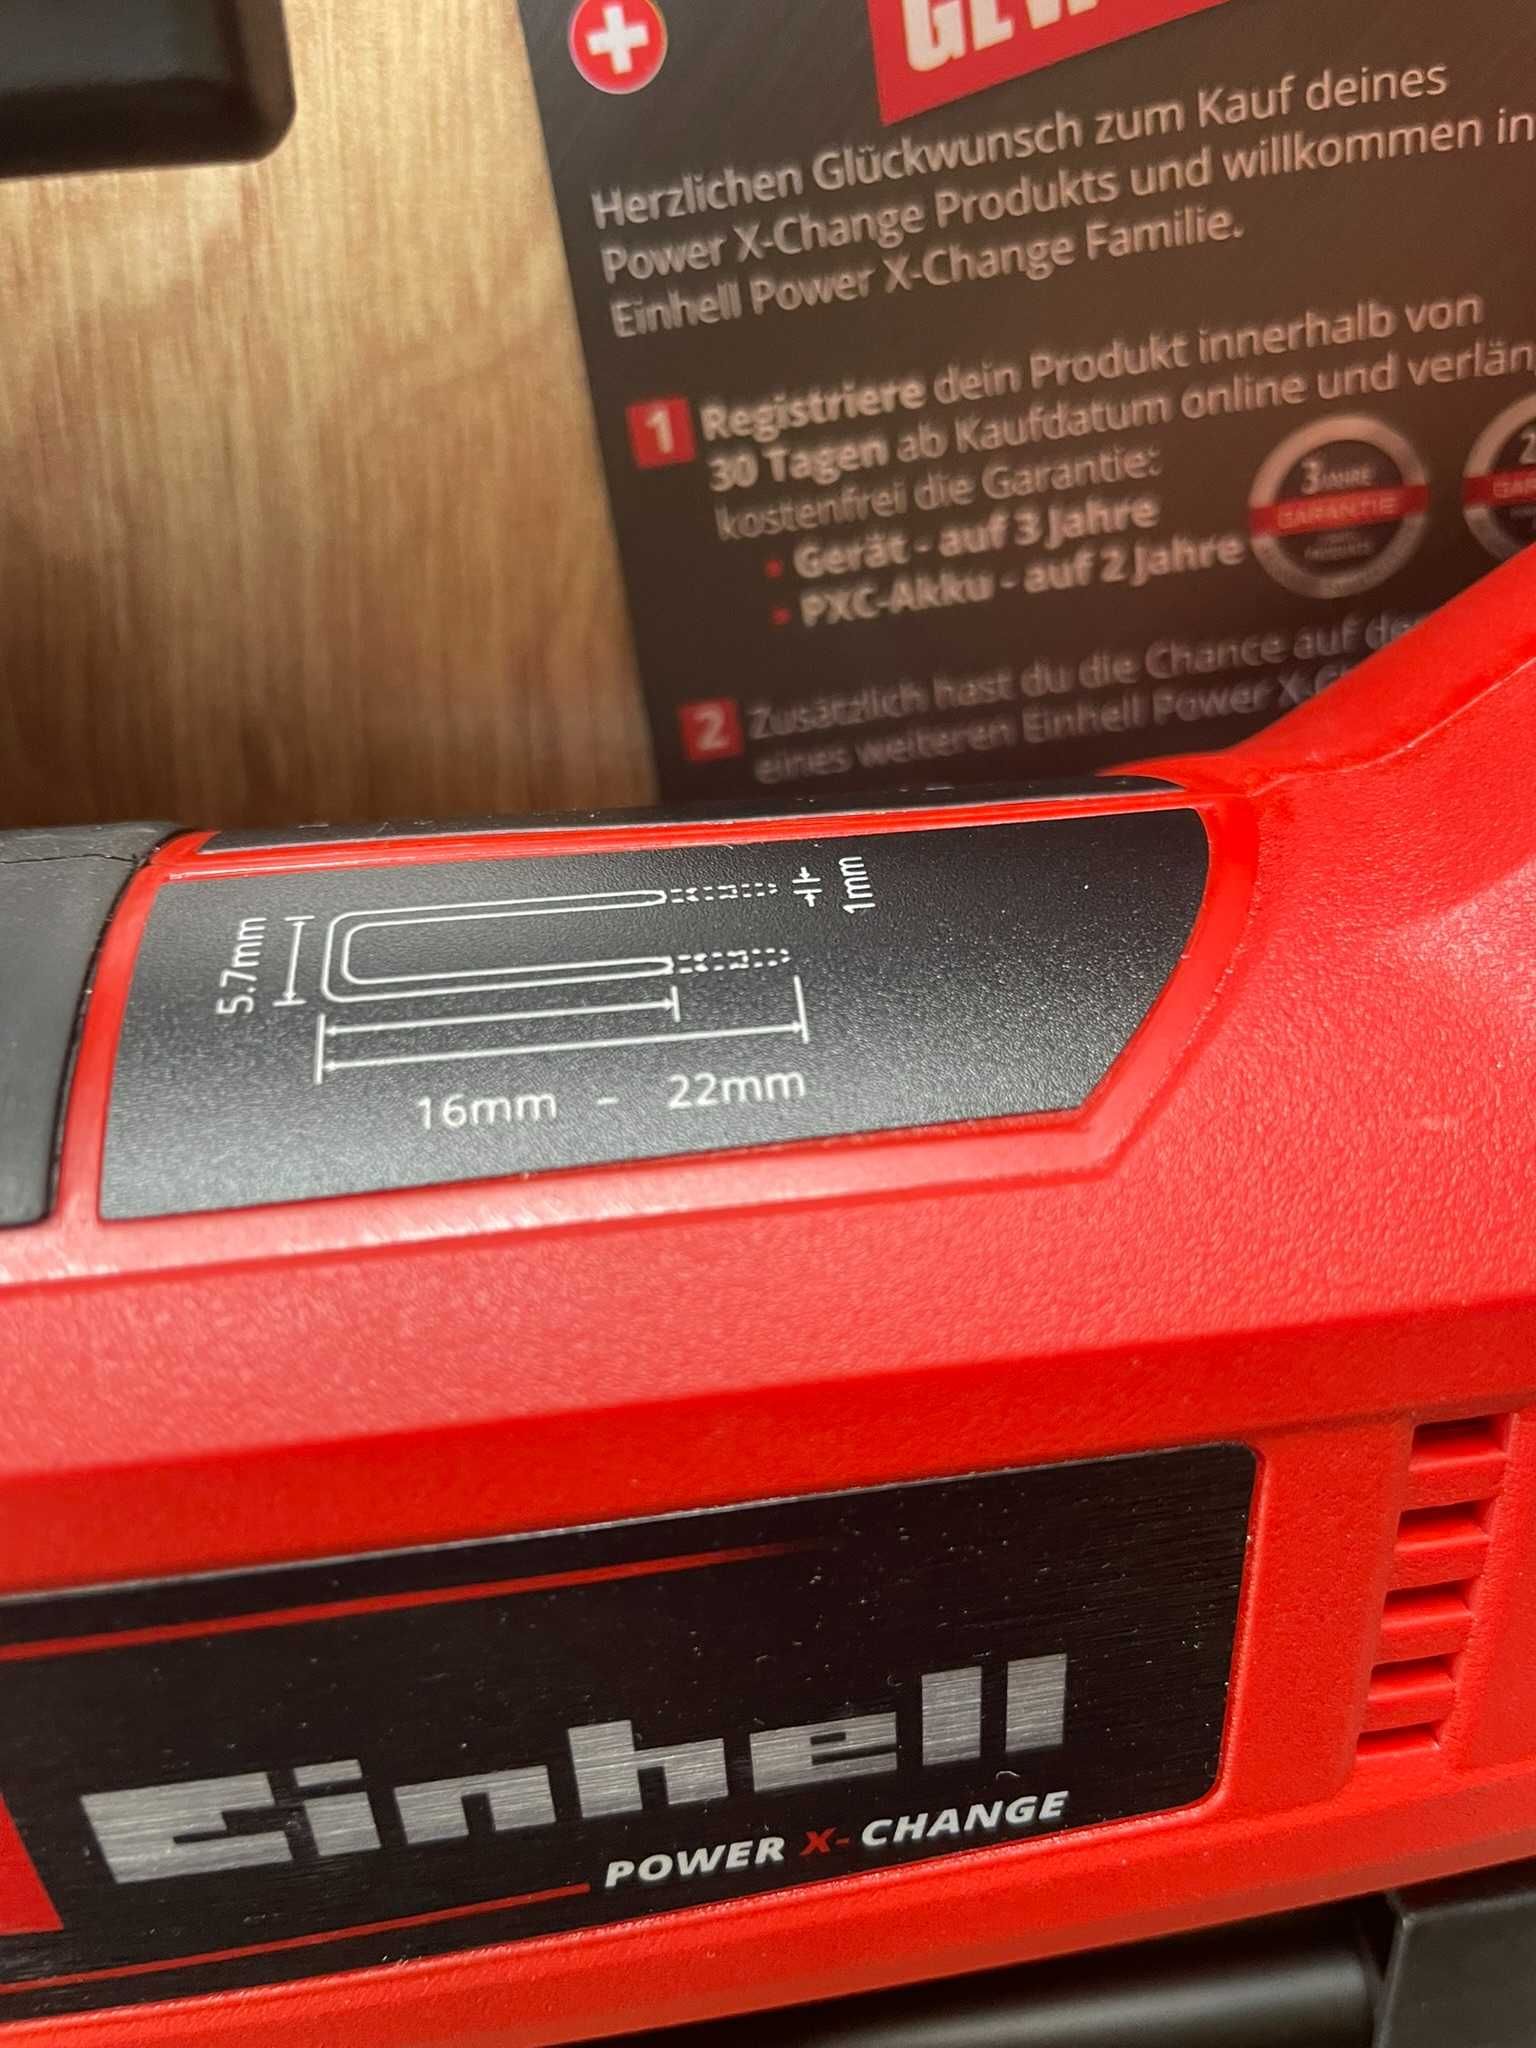 Herzlichen Glückwunsch zum Kauf deines
Power X-Change Produkts und willkommen in
Einhell Power X-Change Familie.
1 Registriere dein Produkt innerhalb von
30 Tagen ab Kaufdatum online und
kostenfrei die Garantie:
Gerät - auf 3 Jahre
PXC-Akku - auf 2 Jahre
3 JAHRE
GARANTIE
2 Zusätzlich hast du die Chance auf
eines weiteren Einhell Power
5.7mm
1mm
16mm - 22mm
Einhell
POWER X-CHANGE